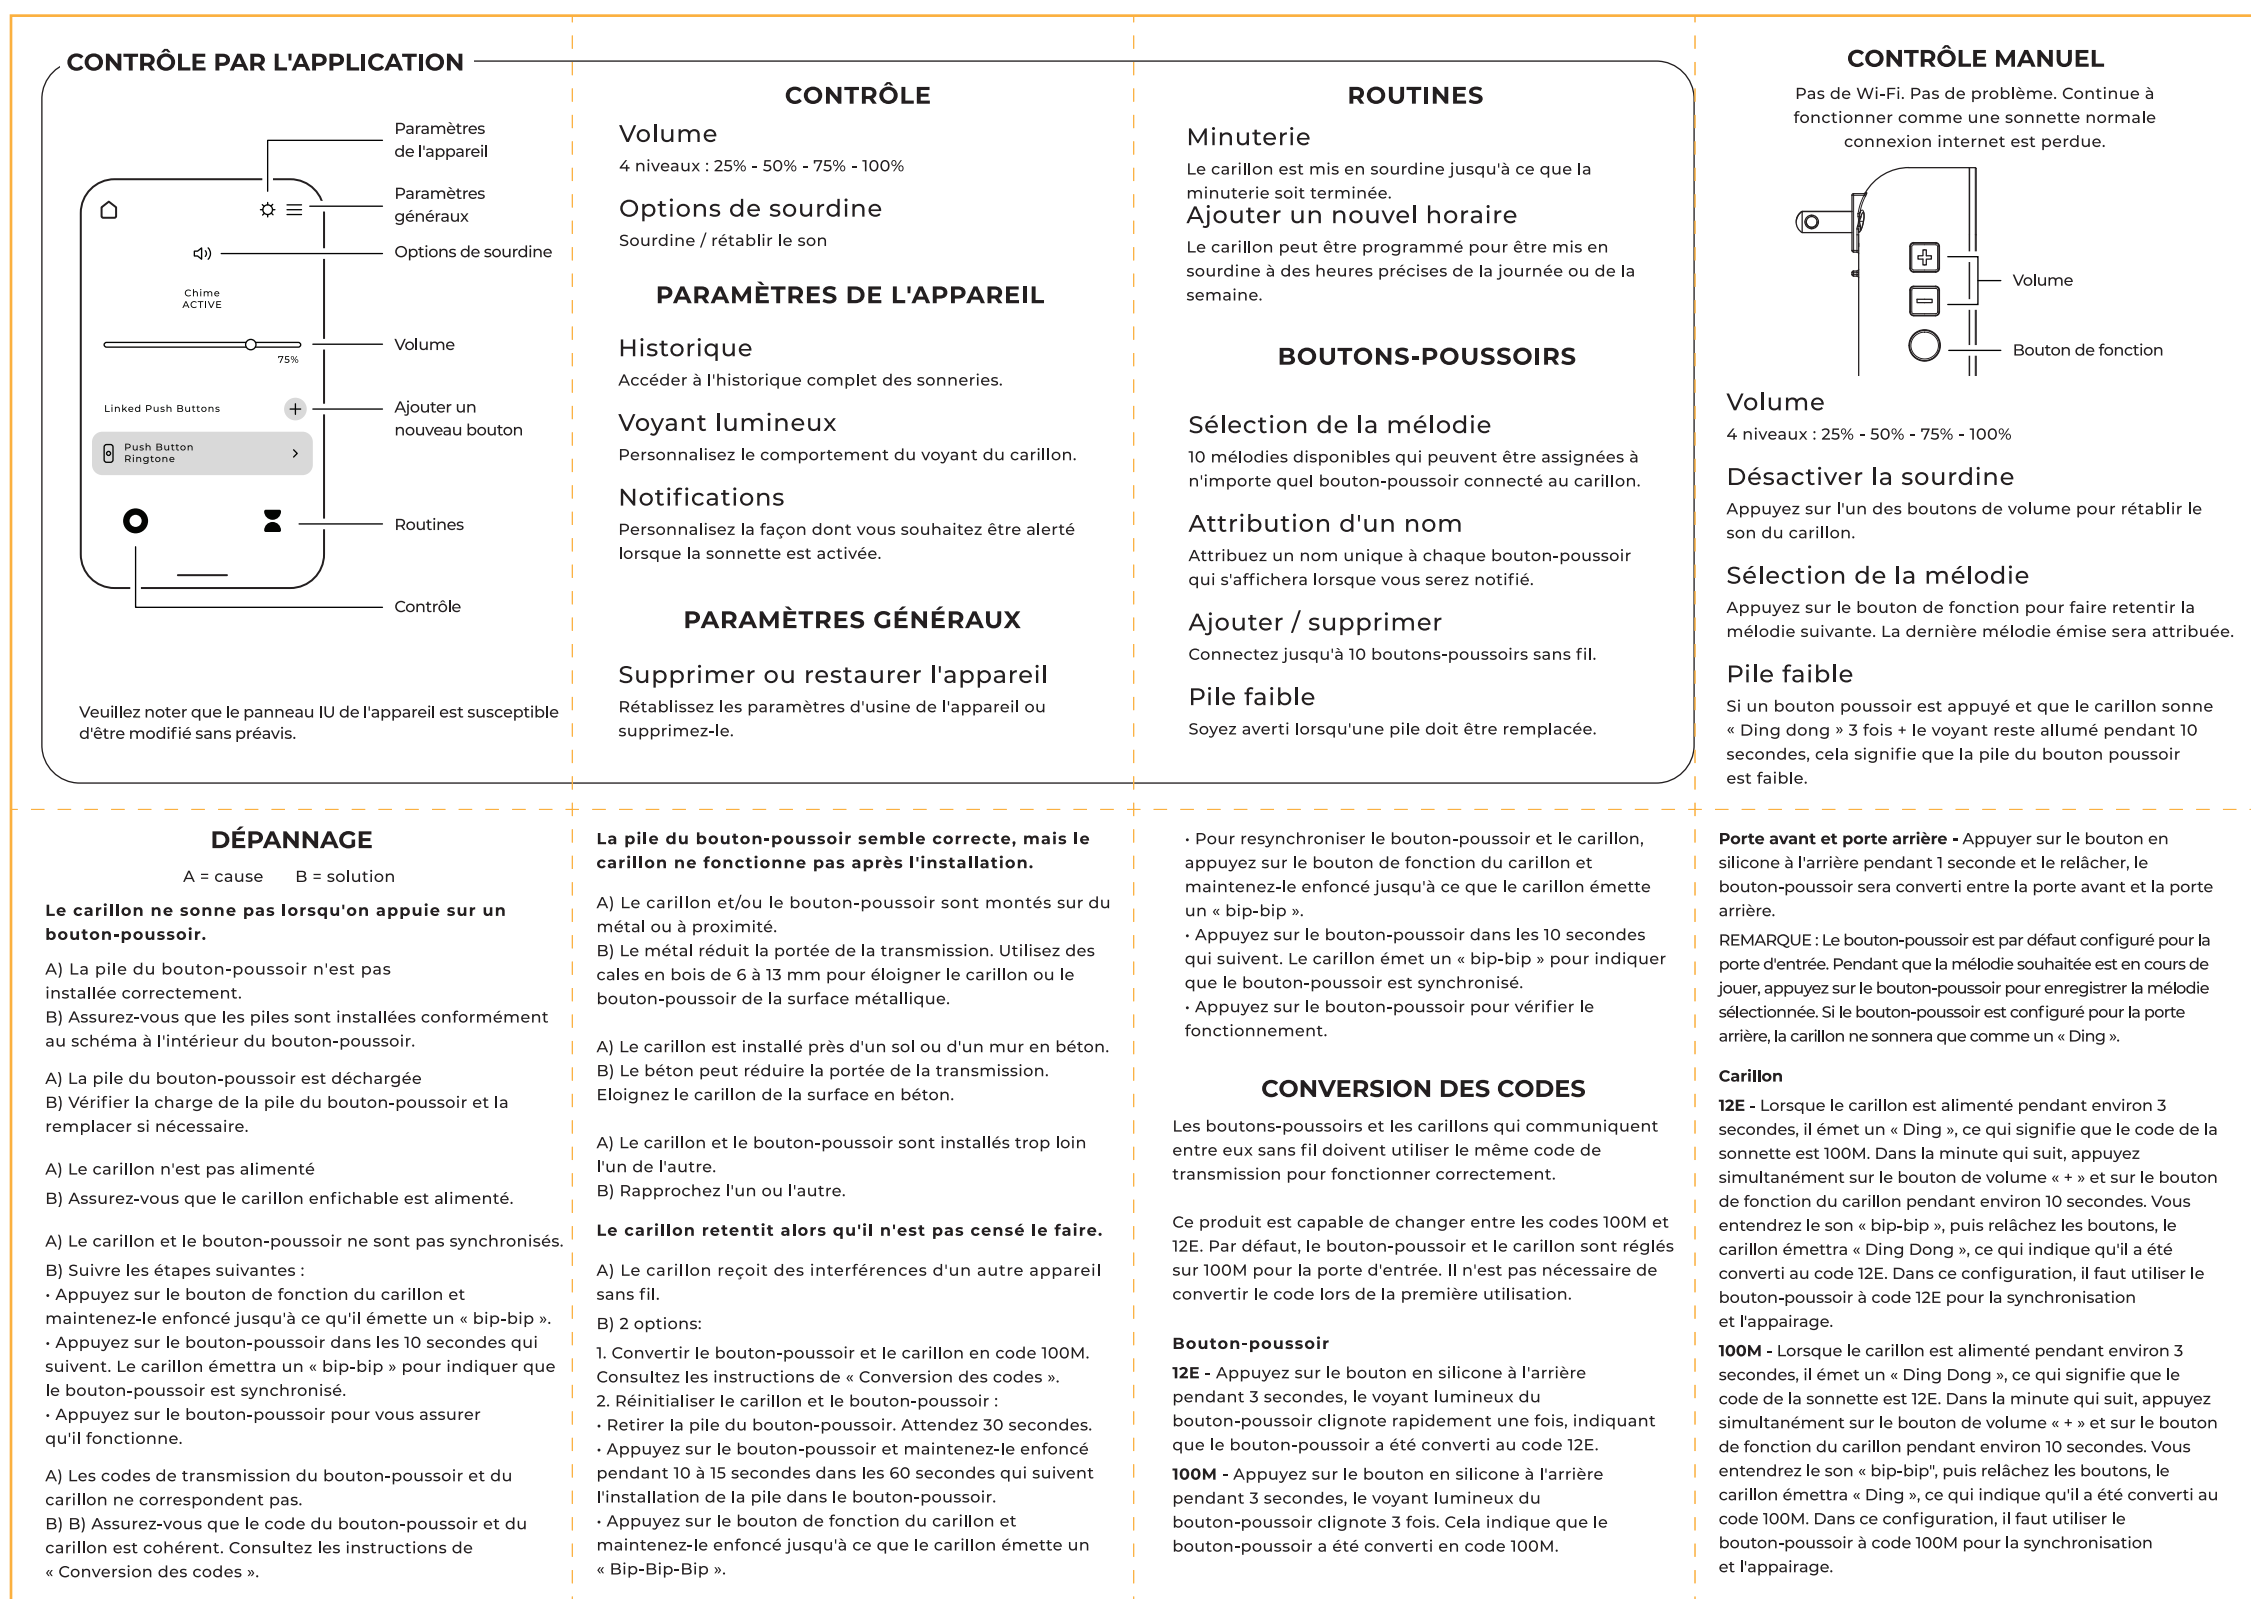 CONTRÔLE PAR L'APPLICATION
Paramètres
de l'appareil
Paramètres
généraux
Options de sourdine
Chime
ACTIVE
Volume
75%
Linked Push Buttons
Ajouter un
nouveau bouton
Push Button
Ringtone
Routines
Contrôle
Veuillez noter que le panneau IU de l'appareil est susceptible
d'être modifié sans préavis.
CONTRÔLE
Volume
4 niveaux : 25% - 50% - 75% - 100%
Options de sourdine
Sourdine / rétablir le son
PARAMÈTRES DE L'APPAREIL
Historique
Accéder à l'historique complet des sonneries.
Voyant lumineux
Personnalisez le comportement du voyant du carillon.
Notifications
Personnalisez la façon dont vous souhaitez être alerté
lorsque la sonnette est activée.
PARAMÈTRES GÉNÉRAUX
Supprimer ou restaurer l'appareil
Rétablissez les paramètres d'usine de l'appareil ou
supprimez-le.
ROUTINES
Minuterie
Le carillon est mis en sourdine jusqu'à ce que la
minuterie soit terminée.
Ajouter un nouvel horaire
Le carillon peut être programmé pour être mis en
sourdine à des heures précises de la journée ou de la
semaine.
BOUTONS-POUSSOIRS
Sélection de la mélodie
10 mélodies disponibles qui peuvent être assignées à
n'importe quel bouton-poussoir connecté au carillon.
Attribution d'un nom
Attribuez un nom unique à chaque bouton-poussoir
qui s'affichera lorsque vous serez notifié.
Ajouter / supprimer
Connectez jusqu'à 10 boutons-poussoirs sans fil.
Pile faible
Soyez averti lorsqu'une pile doit être remplacée.
CONTRÔLE MANUEL
Pas de Wi-Fi. Pas de problème. Continue à
fonctionner comme une sonnette normale
connexion internet est perdue.
Volume
Bouton de fonction
Volume
4 niveaux : 25% - 50% - 75% - 100%
Désactiver la sourdine
Appuyez sur l'un des boutons de volume pour rétablir le
son du carillon.
Sélection de la mélodie
Appuyez sur le bouton de fonction pour faire retentir la
mélodie suivante. La dernière mélodie émise sera attribuée.
Pile faible
Si un bouton poussoir est appuyé et que le carillon sonne
« Ding dong » 3 fois + le voyant reste allumé pendant 10
secondes, cela signifie que la pile du bouton poussoir
est faible.
DÉPANNAGE
A = cause B = solution
Le carillon ne sonne pas lorsqu'on appuie sur un
bouton-poussoir.
A) La pile du bouton-poussoir n'est pas
installée correctement.
B) Assurez-vous que les piles sont installées conformément
au schéma à l'intérieur du bouton-poussoir.
A) La pile du bouton-poussoir est déchargée
B) Vérifier la charge de la pile du bouton-poussoir et la
remplacer si nécessaire.
A) Le carillon n'est pas alimenté
B) Assurez-vous que le carillon enfichable est alimenté.
A) Le carillon et le bouton-poussoir ne sont pas synchronisés.
B) Suivre les étapes suivantes :
• Appuyez sur le bouton de fonction du carillon et
maintenez-le enfoncé jusqu'à ce qu'il émette un « bip-bip ».
• Appuyez sur le bouton-poussoir dans les 10 secondes qui
suivent. Le carillon émettra un « bip-bip » pour indiquer que
le bouton-poussoir est synchronisé.
• Appuyez sur le bouton-poussoir pour vous assurer
qu'il fonctionne.
A) Les codes de transmission du bouton-poussoir et du
carillon ne correspondent pas.
B) B) Assurez-vous que le code du bouton-poussoir et du
carillon est cohérent. Consultez les instructions de
« Conversion des codes ».
La pile du bouton-poussoir semble correcte, mais le
carillon ne fonctionne pas après l'installation.
A) Le carillon et/ou le bouton-poussoir sont montés sur du
métal ou à proximité.
B) Le métal réduit la portée de la transmission. Utilisez des
cales en bois de 6 à 13 mm pour éloigner le carillon ou le
bouton-poussoir de la surface métallique.
A) Le carillon est installé près d'un sol ou d'un mur en béton.
B) Le béton peut réduire la portée de la transmission.
Eloignez le carillon de la surface en béton.
A) Le carillon et le bouton-poussoir sont installés trop loin
l'un de l'autre.
B) Rapprochez l'un ou l'autre.
Le carillon retentit alors qu'il n'est pas censé le faire.
A) Le carillon reçoit des interférences d'un autre appareil
sans fil.
B) 2 options:
1. Convertir le bouton-poussoir et le carillon en code 100M.
Consultez les instructions de « Conversion des codes ».
2. Réinitialiser le carillon et le bouton-poussoir :
• Retirer la pile du bouton-poussoir. Attendez 30 secondes.
• Appuyez sur le bouton-poussoir et maintenez-le enfoncé
pendant 10 à 15 secondes dans les 60 secondes qui suivent
l'installation de la pile dans le bouton-poussoir.
• Appuyez sur le bouton de fonction du carillon et
maintenez-le enfoncé jusqu'à ce que le carillon émette un
« Bip-Bip-Bip ».
• Pour resynchroniser le bouton-poussoir et le carillon,
appuyez sur le bouton de fonction du carillon et
maintenez-le enfoncé jusqu'à ce que le carillon émette
un « bip-bip ».
• Appuyez sur le bouton-poussoir dans les 10 secondes
qui suivent. Le carillon émet un « bip-bip » pour indiquer
que le bouton-poussoir est synchronisé.
• Appuyez sur le bouton-poussoir pour vérifier le
fonctionnement.
CONVERSION DES CODES
Les boutons-poussoirs et les carillons qui communiquent
entre eux sans fil doivent utiliser le même code de
transmission pour fonctionner correctement.
Ce produit est capable de changer entre les codes 100M et
12E. Par défaut, le bouton-poussoir et le carillon sont réglés
sur 100M pour la porte d'entrée. Il n'est pas nécessaire de
convertir le code lors de la première utilisation.
Bouton-poussoir
12E - Appuyez sur le bouton en silicone à l'arrière
pendant 3 secondes, le voyant lumineux du
bouton-poussoir clignote rapidement une fois, indiquant
que le bouton-poussoir a été converti au code 12E.
100M - Appuyez sur le bouton en silicone à l'arrière
pendant 3 secondes, le voyant lumineux du
bouton-poussoir clignote 3 fois. Cela indique que le
bouton-poussoir a été converti en code 100M.
Porte avant et porte arrière - Appuyer sur le bouton en
silicone à l'arrière pendant 1 seconde et le relâcher, le
bouton-poussoir sera converti entre la porte avant et la porte
arrière.
REMARQUE : Le bouton-poussoir est par défaut configuré pour la
porte d'entrée. Pendant que la mélodie souhaitée est en cours de
jouer, appuyez sur le bouton-poussoir pour enregistrer la mélodie
sélectionnée. Si le bouton-poussoir est configuré pour la porte
arrière, la carillon ne sonnera que comme un « Ding ».
Carillon
12E - Lorsque le carillon est alimenté pendant environ 3
secondes, il émet un « Ding », ce qui signifie que le code de la
sonnette est 100M. Dans la minute qui suit, appuyez
simultanément sur le bouton de volume « + » et sur le bouton
de fonction du carillon pendant environ 10 secondes. Vous
entendrez le son « bip-bip », puis relâchez les boutons, le
carillon émettra « Ding Dong », ce qui indique qu'il a été
converti au code 12E. Dans ce configuration, il faut utiliser le
bouton-poussoir à code 12E pour la synchronisation
et l'appairage.
100M - Lorsque le carillon est alimenté pendant environ 3
secondes, il émet un « Ding Dong », ce qui signifie que le
code de la sonnette est 12E. Dans la minute qui suit, appuyez
simultanément sur le bouton de volume « + » et sur le bouton
de fonction du carillon pendant environ 10 secondes. Vous
entendrez le son « bip-bip", puis relâchez les boutons, le
carillon émettra « Ding », ce qui indique qu'il a été converti au
code 100M. Dans ce configuration, il faut utiliser le
bouton-poussoir à code 100M pour la synchronisation
et l'appairage.